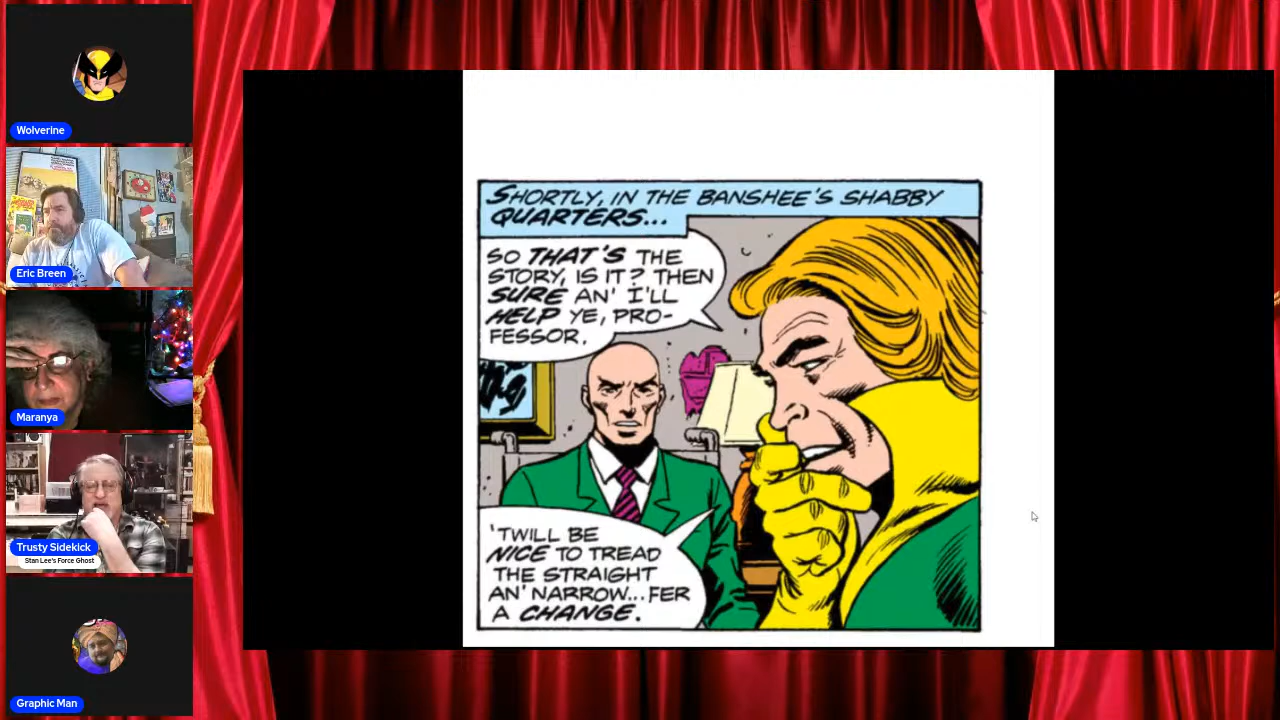 Wolverine
Eric Breen
Maranya
Trusty Sidekick
Stan Lee's Force Ghost
Graphic Man
SHORTLY, IN THE BANSHEE'S SHABBY
QUARTERS...
SO THAT'S THE
STORY, IS IT? THEN
SURE AN' I'LL
HELP YE, PRO-
FESSOR.
'TWILL BE
NICE TO TREAD
THE STRAIGHT
AN' NARROW... FER
A CHANGE.